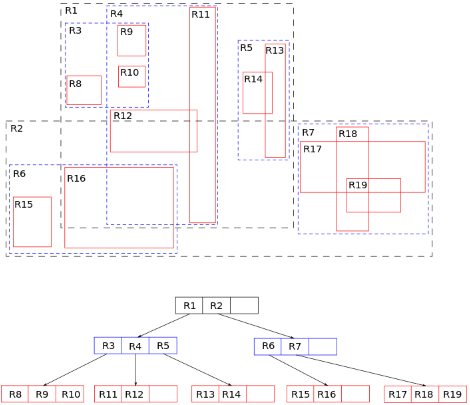 R1
R4
R11
R3
R9
R5
R13
R10
R14
R8
R12
R2
R7
R18
R17
R6
R16
R19
R15
R1 R2
R3 R4 R5
R6 R7
R8 R9 R10
R11 R12
R13 R14
R15 R16
R17 R18 R19